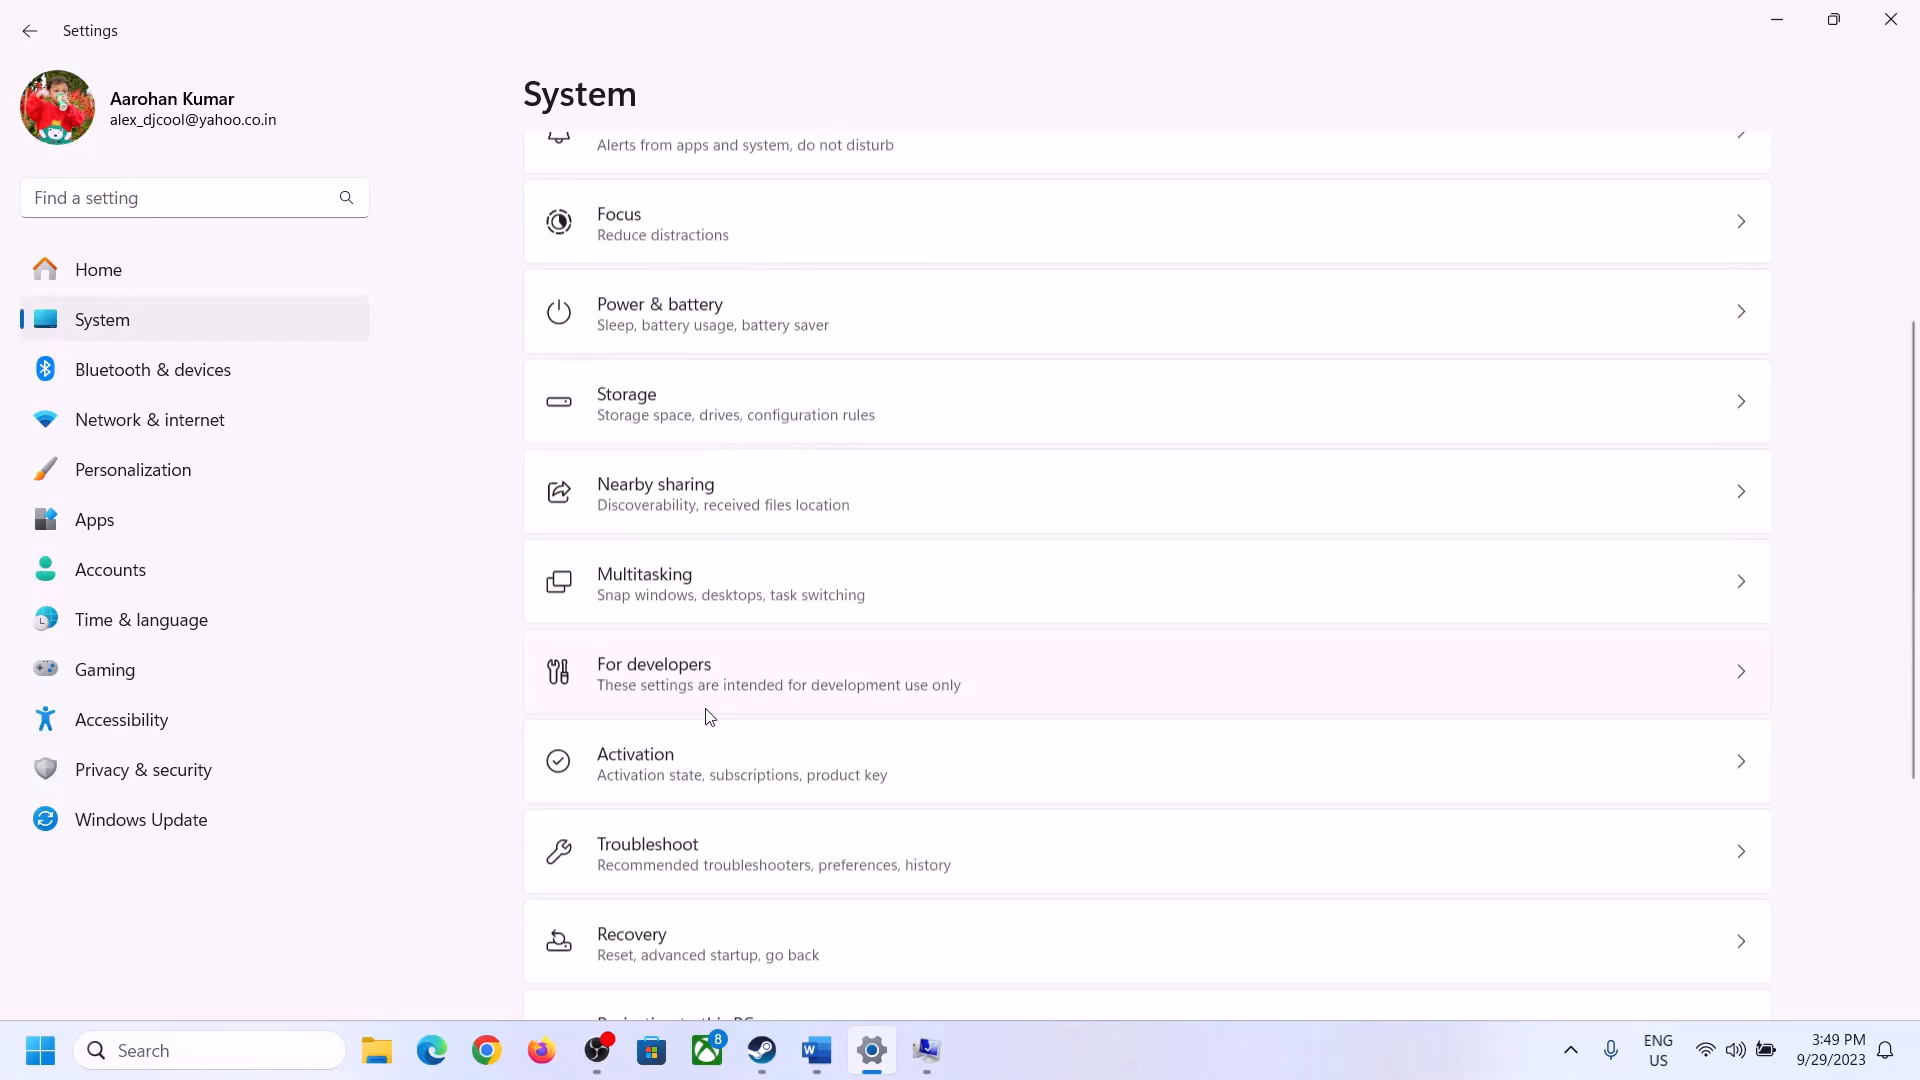 Settings
Aarohan Kumar
alex_djcool@yahoo.co.in
Find a setting
Home
System
Bluetooth & devices
Network & internet
Personalization
Apps
Accounts
Time & language
Gaming
Accessibility
Privacy & security
Windows Update
System
Alerts from apps and system, do not disturb
Focus
Reduce distractions
Power & battery
Sleep, battery usage, battery saver
Storage
Storage space, drives, configuration rules
Nearby sharing
Discoverability, received files location
Multitasking
Snap windows, desktops, task switching
For developers
These settings are intended for development use only
Activation
Activation state, subscriptions, product key
Troubleshoot
Recommended troubleshooters, preferences, history
Recovery
Reset, advanced startup, go back
Projecting to this PC
Search
8
ENG
US
3:49 PM
9/29/2023